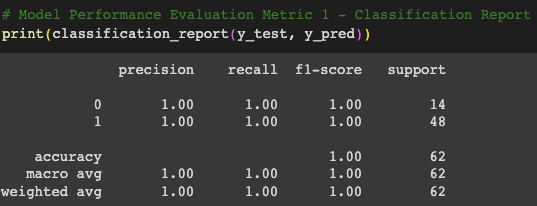 # Model Performance Evaluation Metric 1 - Classification Report
print(classification_report(y_test, y_pred))
precision recall f1-score support
0 1.00 1.00 1.00 14
1 1.00 1.00 1.00 48
accuracy 1.00 62
macro avg 1.00 1.00 1.00 62
weighted avg 1.00 1.00 1.00 62